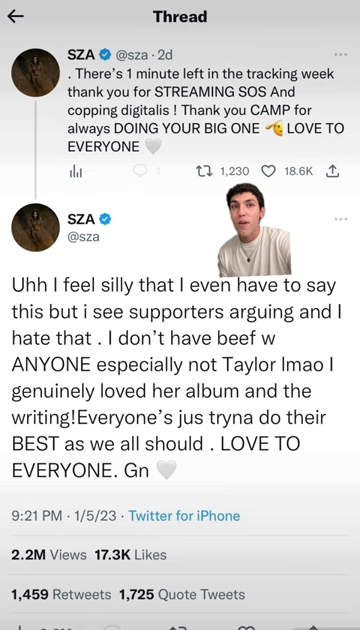 Thread
SZA @sza · 2d
. There's 1 minute left in the tracking week
thank you for STREAMING SOS And
copping digitalis ! Thank you CAMP for
always DOING YOUR BIG ONE 🫡 LOVE TO
EVERYONE 🤍
1 1,230 18.6K
SZA
@sza
Uhh I feel silly that I even have to say
this but i see supporters arguing and I
hate that . I don't have beef w
ANYONE especially not Taylor lmao I
genuinely loved her album and the
writing!Everyone's jus tryna do their
BEST as we all should . LOVE TO
EVERYONE. Gn 🤍
9:21 PM · 1/5/23 · Twitter for iPhone
2.2M Views 17.3K Likes
1,459 Retweets 1,725 Quote Tweets